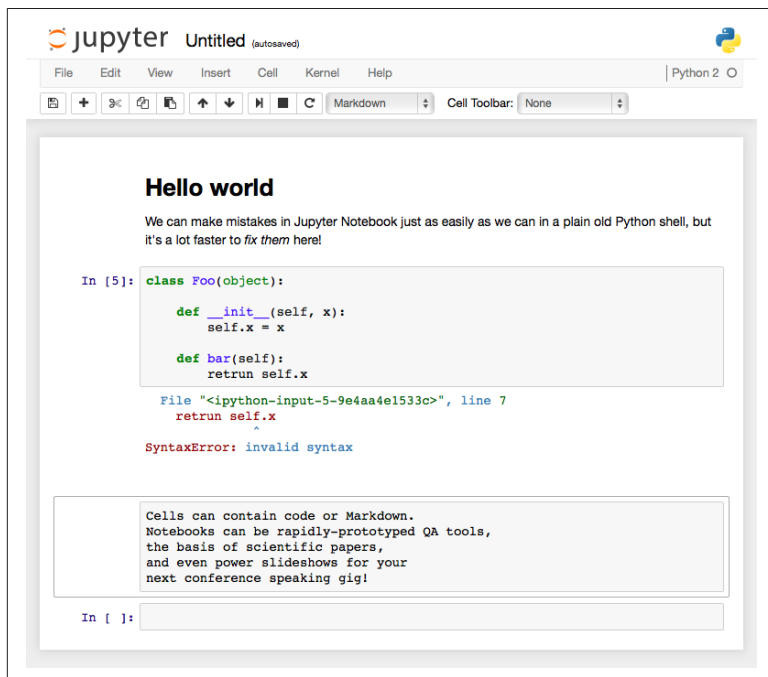 jupyter Untitled (autosaved)
File Edit View Insert Cell Kernel Help Python 2
Markdown Cell Toolbar: None
Hello world
We can make mistakes in Jupyter Notebook just as easily as we can in a plain old Python shell, but
it's a lot faster to fix them here!
In [5]: class Foo(object):
def __init__(self, x):
self.x = x
def bar(self):
retrun self.x
File "<ipython-input-5-9e4aa4e1533c>", line 7
retrun self.x
^
SyntaxError: invalid syntax
Cells can contain code or Markdown.
Notebooks can be rapidly-prototyped QA tools,
the basis of scientific papers,
and even power slideshows for your
next conference speaking gig!
In [ ]: